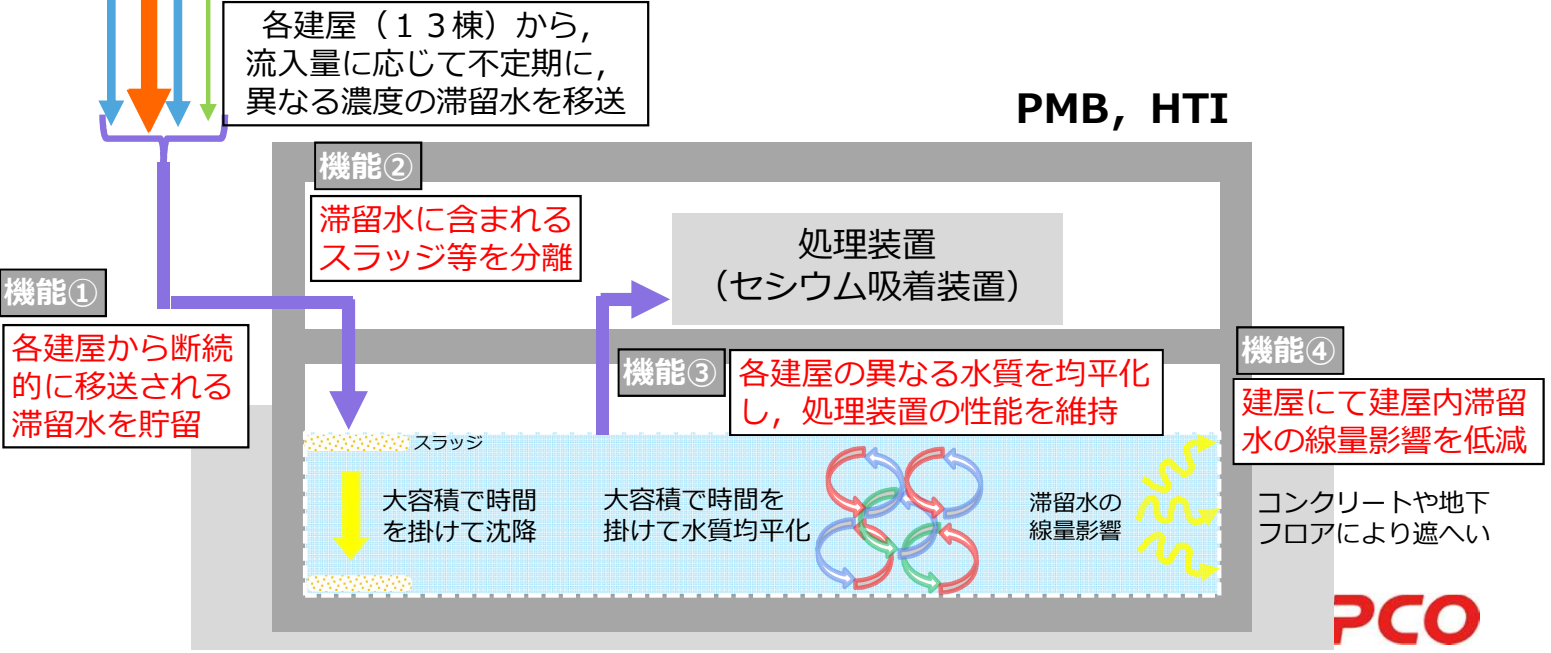 各建屋（１３棟）から，
流入量に応じて不定期に，
異なる濃度の滞留水を移送
PMB，HTI
機能②
滞留水に含まれる
スラッジ等を分離
処理装置
（セシウム吸着装置）
機能①
各建屋から断続
的に移送される
滞留水を貯留
機能③
各建屋の異なる水質を均平化
し，処理装置の性能を維持
機能④
建屋にて建屋内滞留
水の線量影響を低減
スラッジ
大容積で時間
を掛けて沈降
大容積で時間を
掛けて水質均平化
滞留水の
線量影響
コンクリートや地下
フロアにより遮へい
PCO